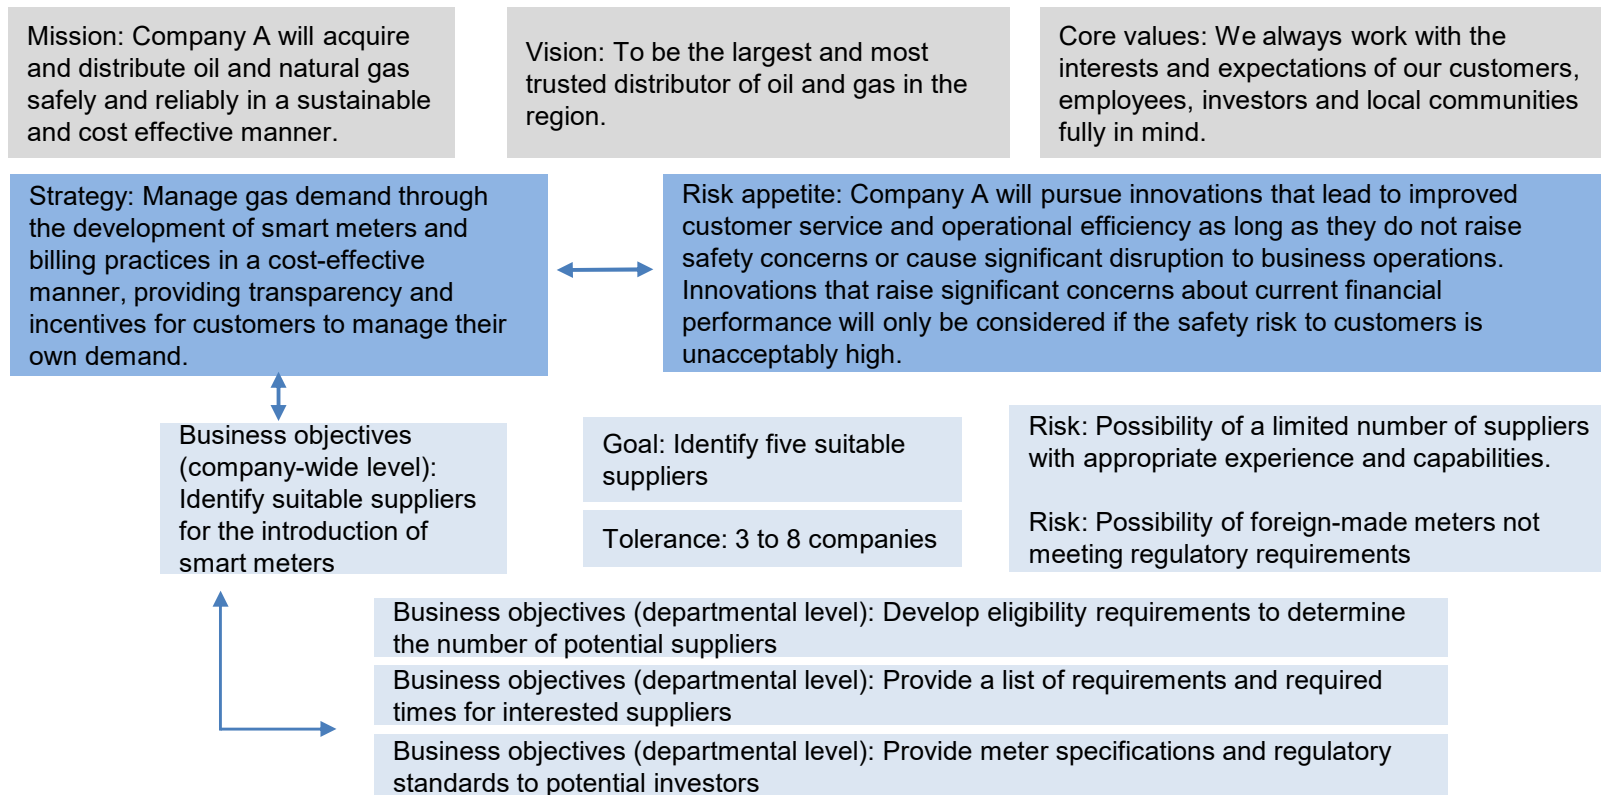 Mission: Company A will acquire
and distribute oil and natural gas
safely and reliably in a sustainable
and cost effective manner.
Vision: To be the largest and most
trusted distributor of oil and gas in the
region.
Core values: We always work with the
interests and expectations of our customers,
employees, investors and local communities
fully in mind.
Strategy: Manage gas demand through
the development of smart meters and
billing practices in a cost-effective
manner, providing transparency and
incentives for customers to manage their
own demand.
Risk appetite: Company A will pursue innovations that lead to improved
customer service and operational efficiency as long as they do not raise
safety concerns or cause significant disruption to business operations.
Innovations that raise significant concerns about current financial
performance will only be considered if the safety risk to customers is
unacceptably high.
Business objectives
(company-wide level):
Identify suitable suppliers
for the introduction of
smart meters
Goal: Identify five suitable
suppliers
Tolerance: 3 to 8 companies
Risk: Possibility of a limited number of suppliers
with appropriate experience and capabilities.
Risk: Possibility of foreign-made meters not
meeting regulatory requirements
Business objectives (departmental level): Develop eligibility requirements to determine
the number of potential suppliers
Business objectives (departmental level): Provide a list of requirements and required
times for interested suppliers
Business objectives (departmental level): Provide meter specifications and regulatory
standards to potential investors